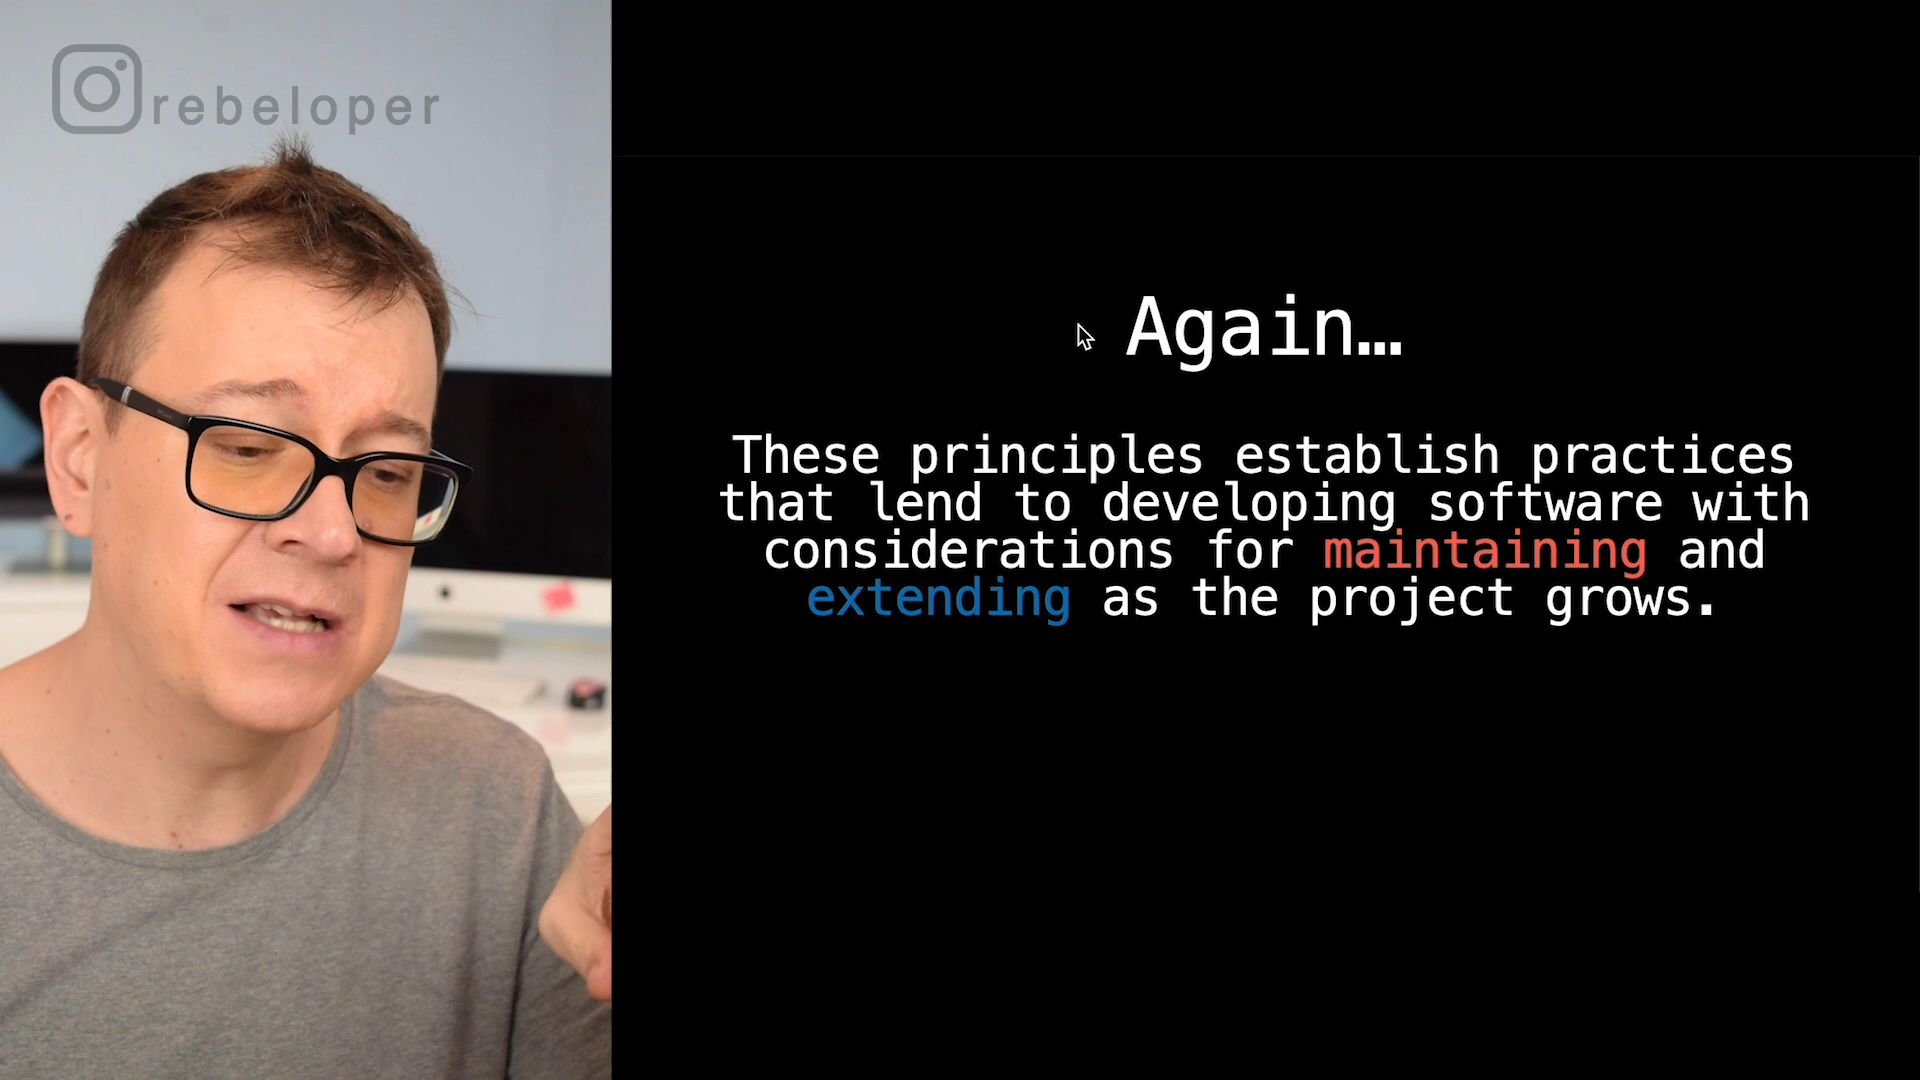 rebeloper
Again…
These principles establish practices
that lend to developing software with
considerations for maintaining and
extending as the project grows.